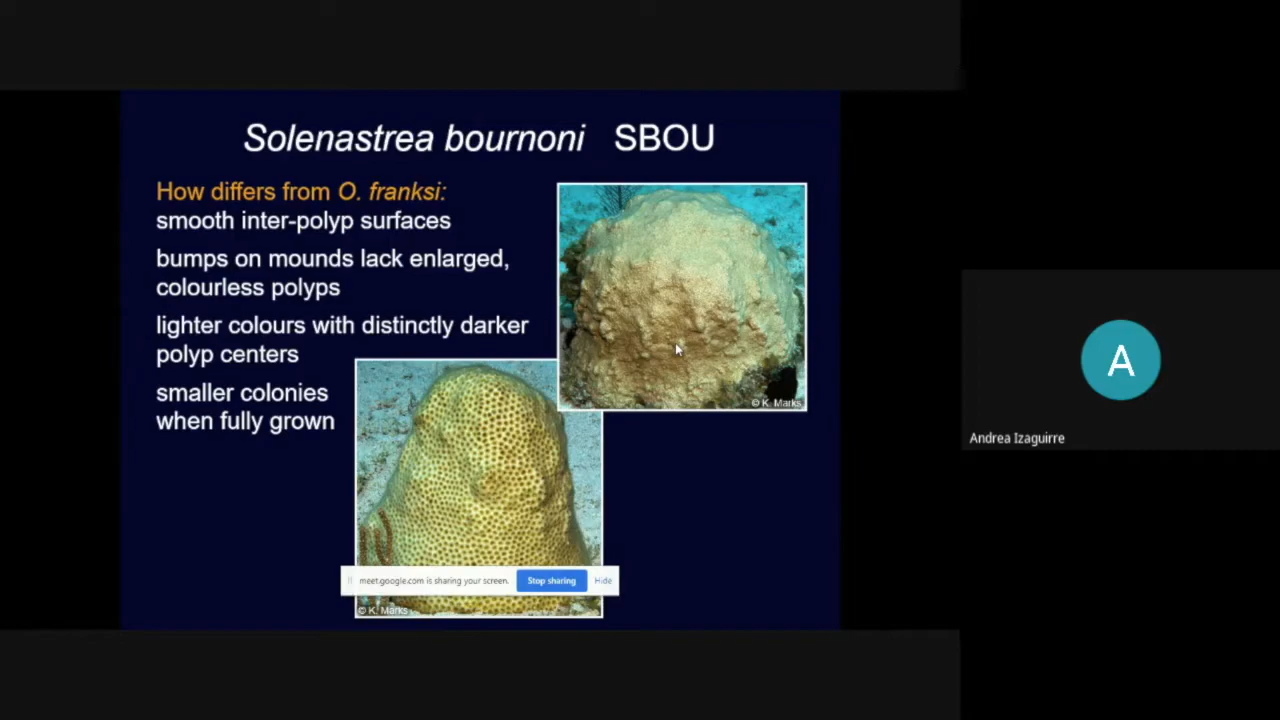 Solenastrea bournoni SBOU
How differs from O. franksi:
smooth inter-polyp surfaces
bumps on mounds lack enlarged,
colourless polyps
lighter colours with distinctly darker
polyp centers
smaller colonies
when fully grown
© K. Marks
meet.google.com is sharing your screen.
Stop sharing
Hide
© K. Marks
A
Andrea Izaguirre